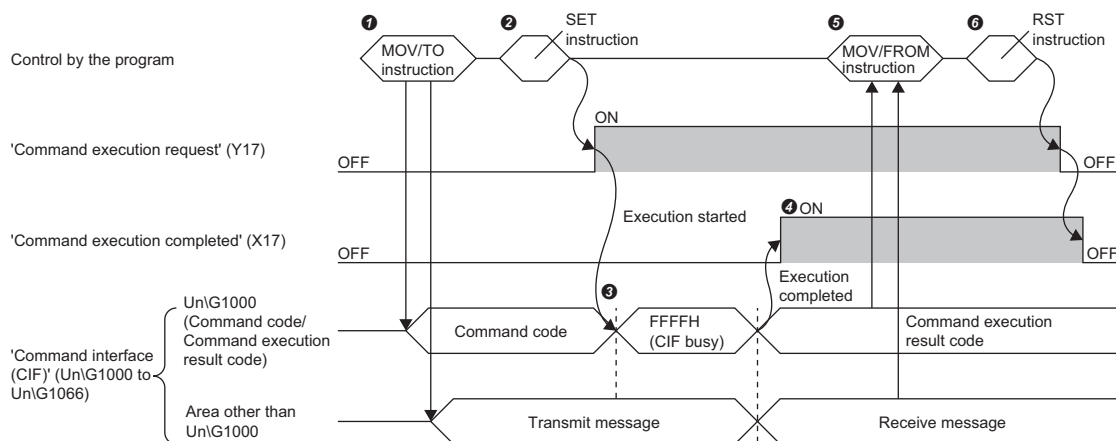 ❶ ❷ SET instruction ❺ ❻ RST instruction
Control by the program
MOV/TO
instruction
MOV/FROM
instruction
ON
'Command execution request' (Y17)
OFF
OFF
Execution started
❹ ON
'Command execution completed' (X17)
OFF
OFF
Execution
completed
❸
Un\G1000
(Command code/
Command execution
result code)
Command code
FFFFH
(CIF busy)
Command execution
result code
'Command interface
(CIF)' (Un\G1000 to
Un\G1066)
Area other than
Un\G1000
Transmit message
Receive message